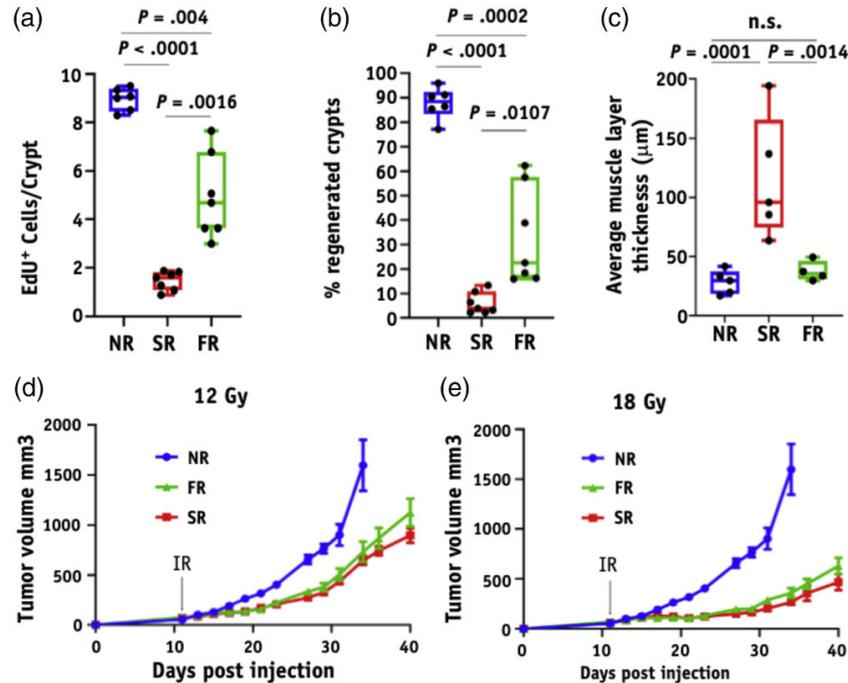 (a)
P = .004
P < .0001
P = .0016
EdU⁺ Cells/Crypt
10
8
6
4
2
0
NR SR FR
(b)
P = .0002
P < .0001
P = .0107
% regenerated crypts
100
90
80
70
60
50
40
30
20
10
0
NR SR FR
(c)
n.s.
P = .0001 P = .0014
Average muscle layer
thicknesss (μm)
200
150
100
50
0
NR SR FR
(d)
12 Gy
Tumor volume mm3
2000
1500
1000
500
0
NR
FR
SR
IR
0 10 20 30 40
Days post injection
(e)
18 Gy
Tumor volume mm3
2000
1500
1000
500
0
NR
FR
SR
IR
0 10 20 30 40
Days post injection